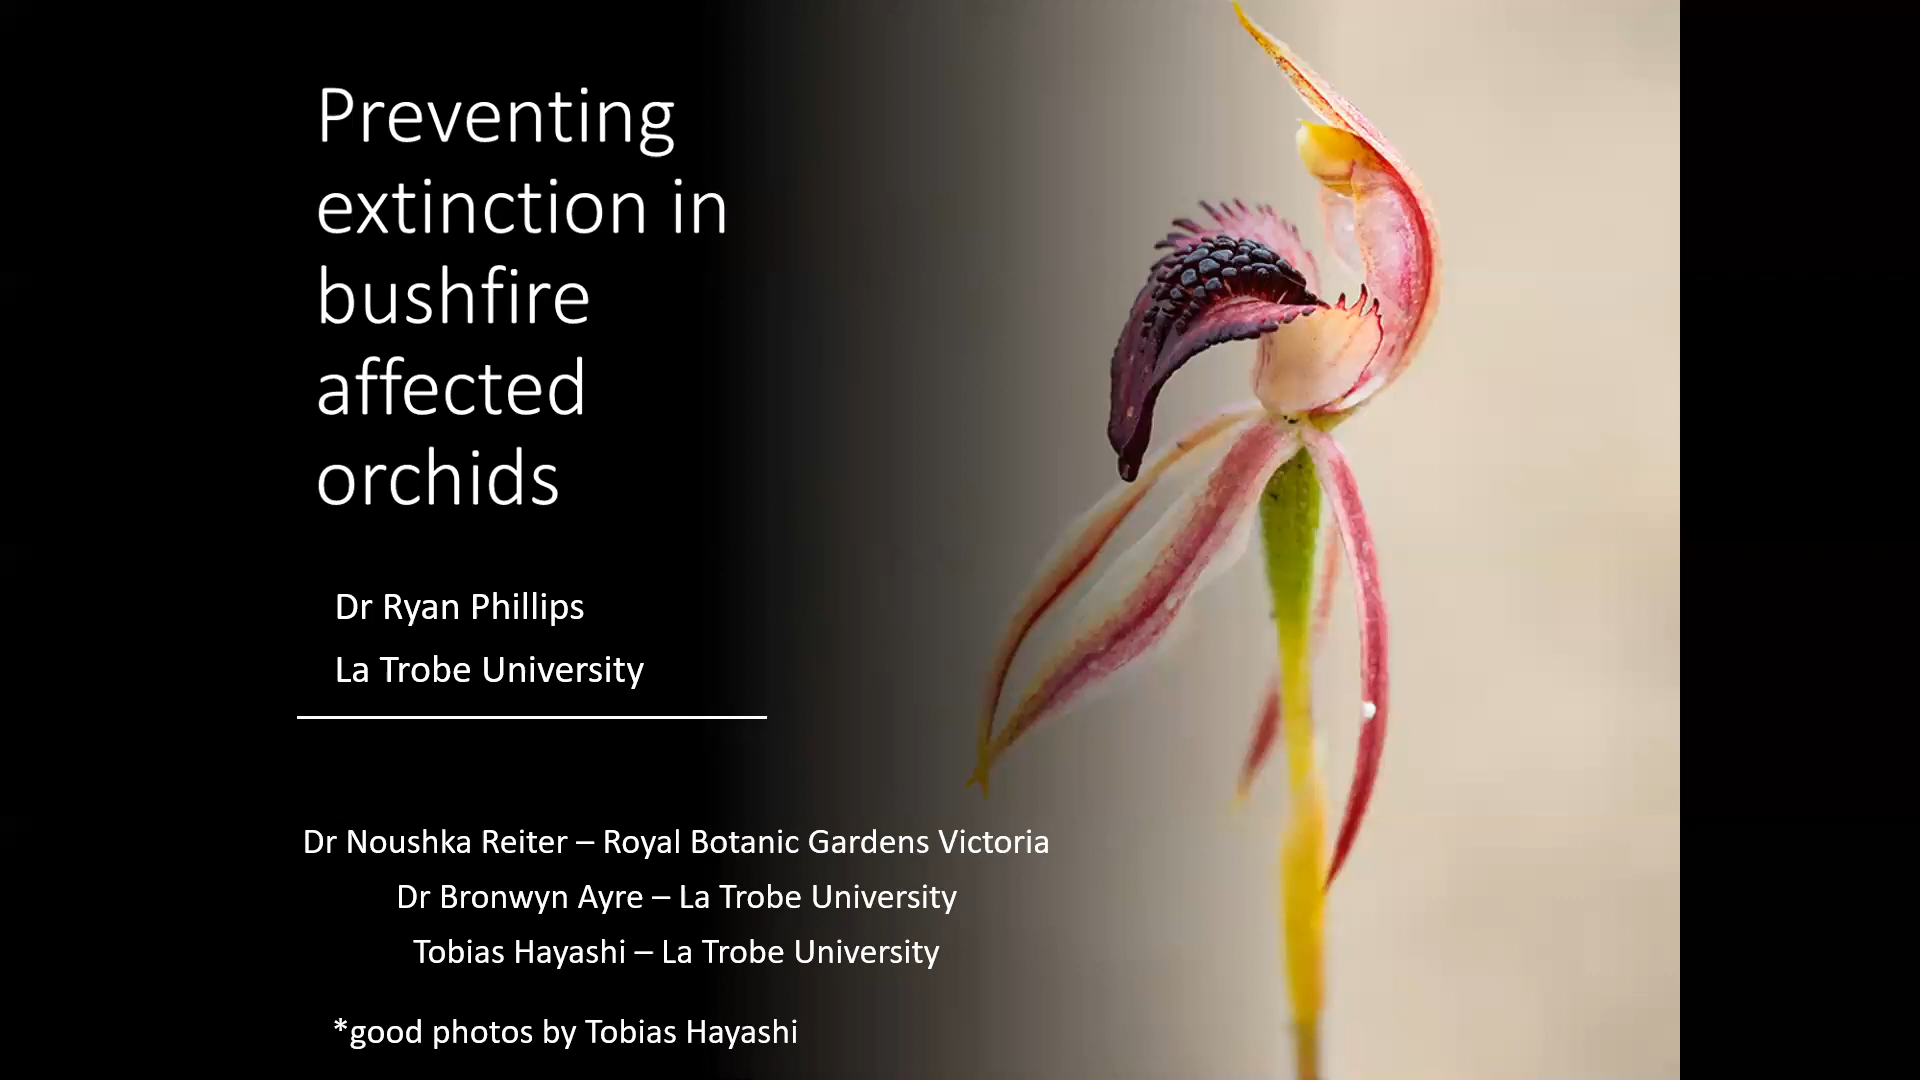 Preventing
extinction in
bushfire
affected
orchids
Dr Ryan Phillips
La Trobe University
Dr Noushka Reiter – Royal Botanic Gardens Victoria
Dr Bronwyn Ayre – La Trobe University
Tobias Hayashi – La Trobe University
*good photos by Tobias Hayashi